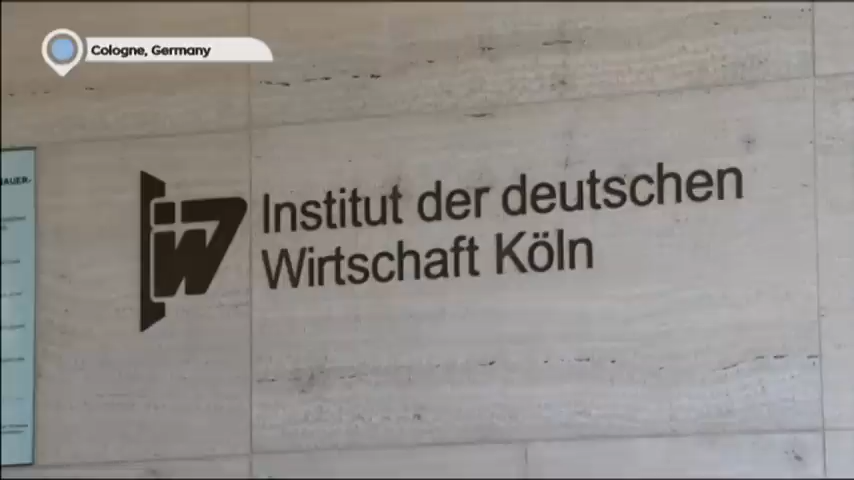 Cologne, Germany
iw
Institut der deutschen
Wirtschaft Köln